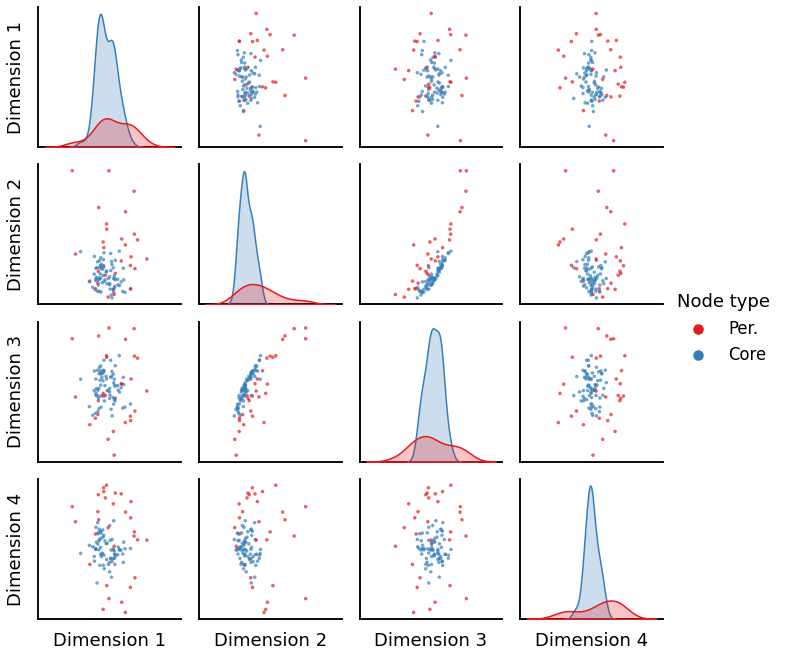 Dimension 1
Dimension 2
Dimension 3
Dimension 4
Node type
Per.
Core
Dimension 1
Dimension 2
Dimension 3
Dimension 4